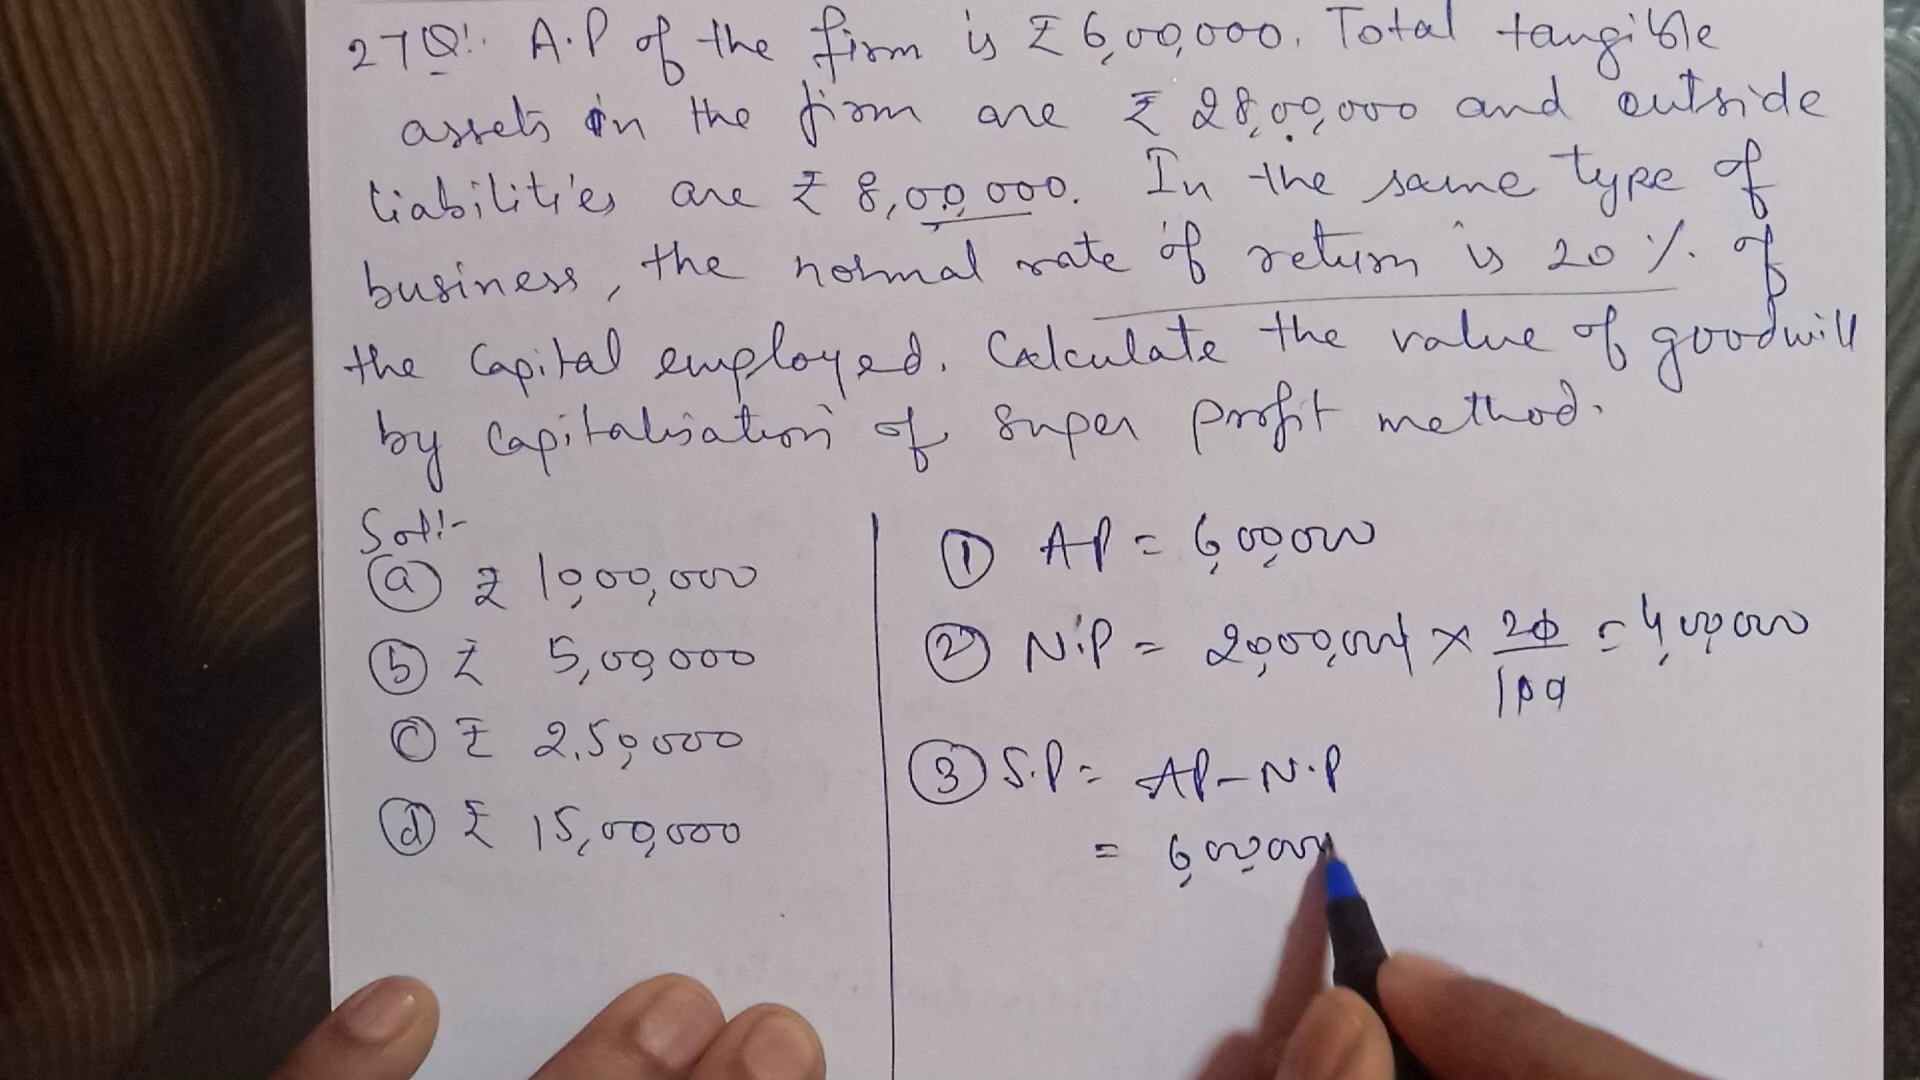 27Q:. A.P of the firm is ₹ 6,00,000. Total tangible
assets in the firm are ₹ 28,00,000 and outside
liabilities are ₹ 8,00,000. In the same type of
business, the normal rate of return is 20 %. of
the Capital employed. Calculate the value of goodwill
by Capitalisation of super profit method.
Sol:-
(a) ₹ 10,00,000
(b) ₹ 5,00,000
(c) ₹ 2,50,000
(d) ₹ 15,00,000
(1) AP = 6,00,000
(2) N.P = 20,00,000 × 20/100 = 4,00,000
(3) S.P = AP - N.P
= 6,00,000